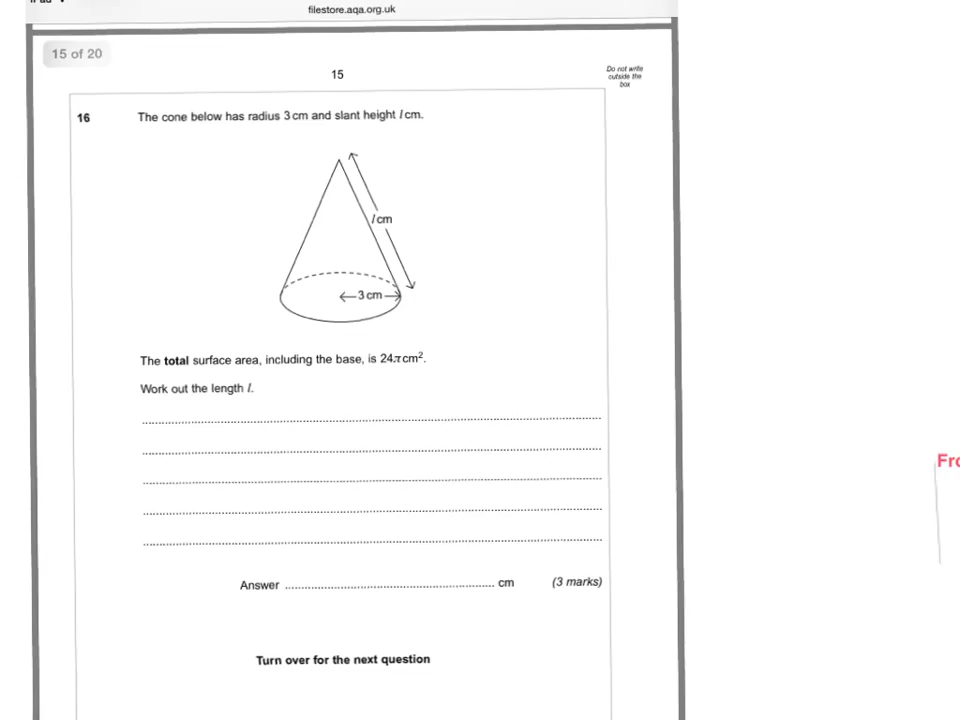 filestore.aqa.org.uk
15 of 20
15
Do not write
outside the
box
16 The cone below has radius 3 cm and slant height l cm.
l cm
3 cm
The total surface area, including the base, is 24π cm².
Work out the length l.
Answer ........................................ cm (3 marks)
Turn over for the next question